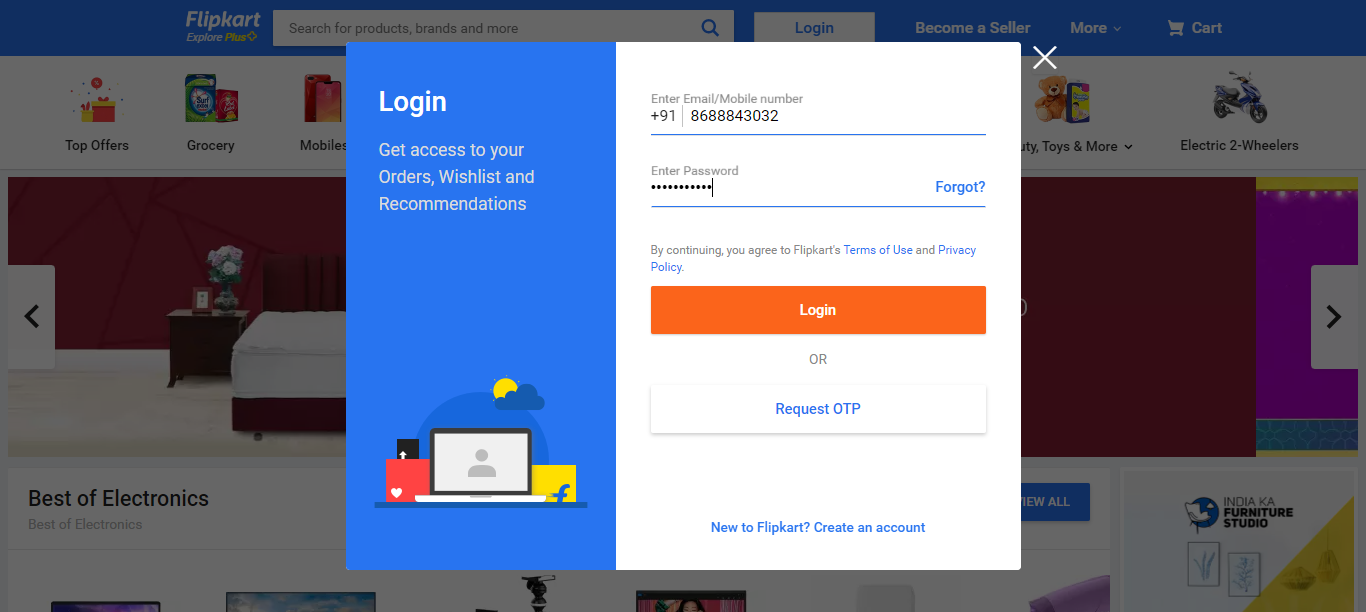 Flipkart
Explore Plus
Search for products, brands and more
Login
Become a Seller
More
Cart
Top Offers
Grocery
Mobiles
uty, Toys & More
Electric 2-Wheelers
Login
Get access to your
Orders, Wishlist and
Recommendations
Enter Email/Mobile number
+91 8688843032
Enter Password
•••••••••••
Forgot?
By continuing, you agree to Flipkart's Terms of Use and Privacy
Policy.
Login
OR
Request OTP
New to Flipkart? Create an account
Best of Electronics
Best of Electronics
VIEW ALL
INDIA KA
FURNITURE
STUDIO